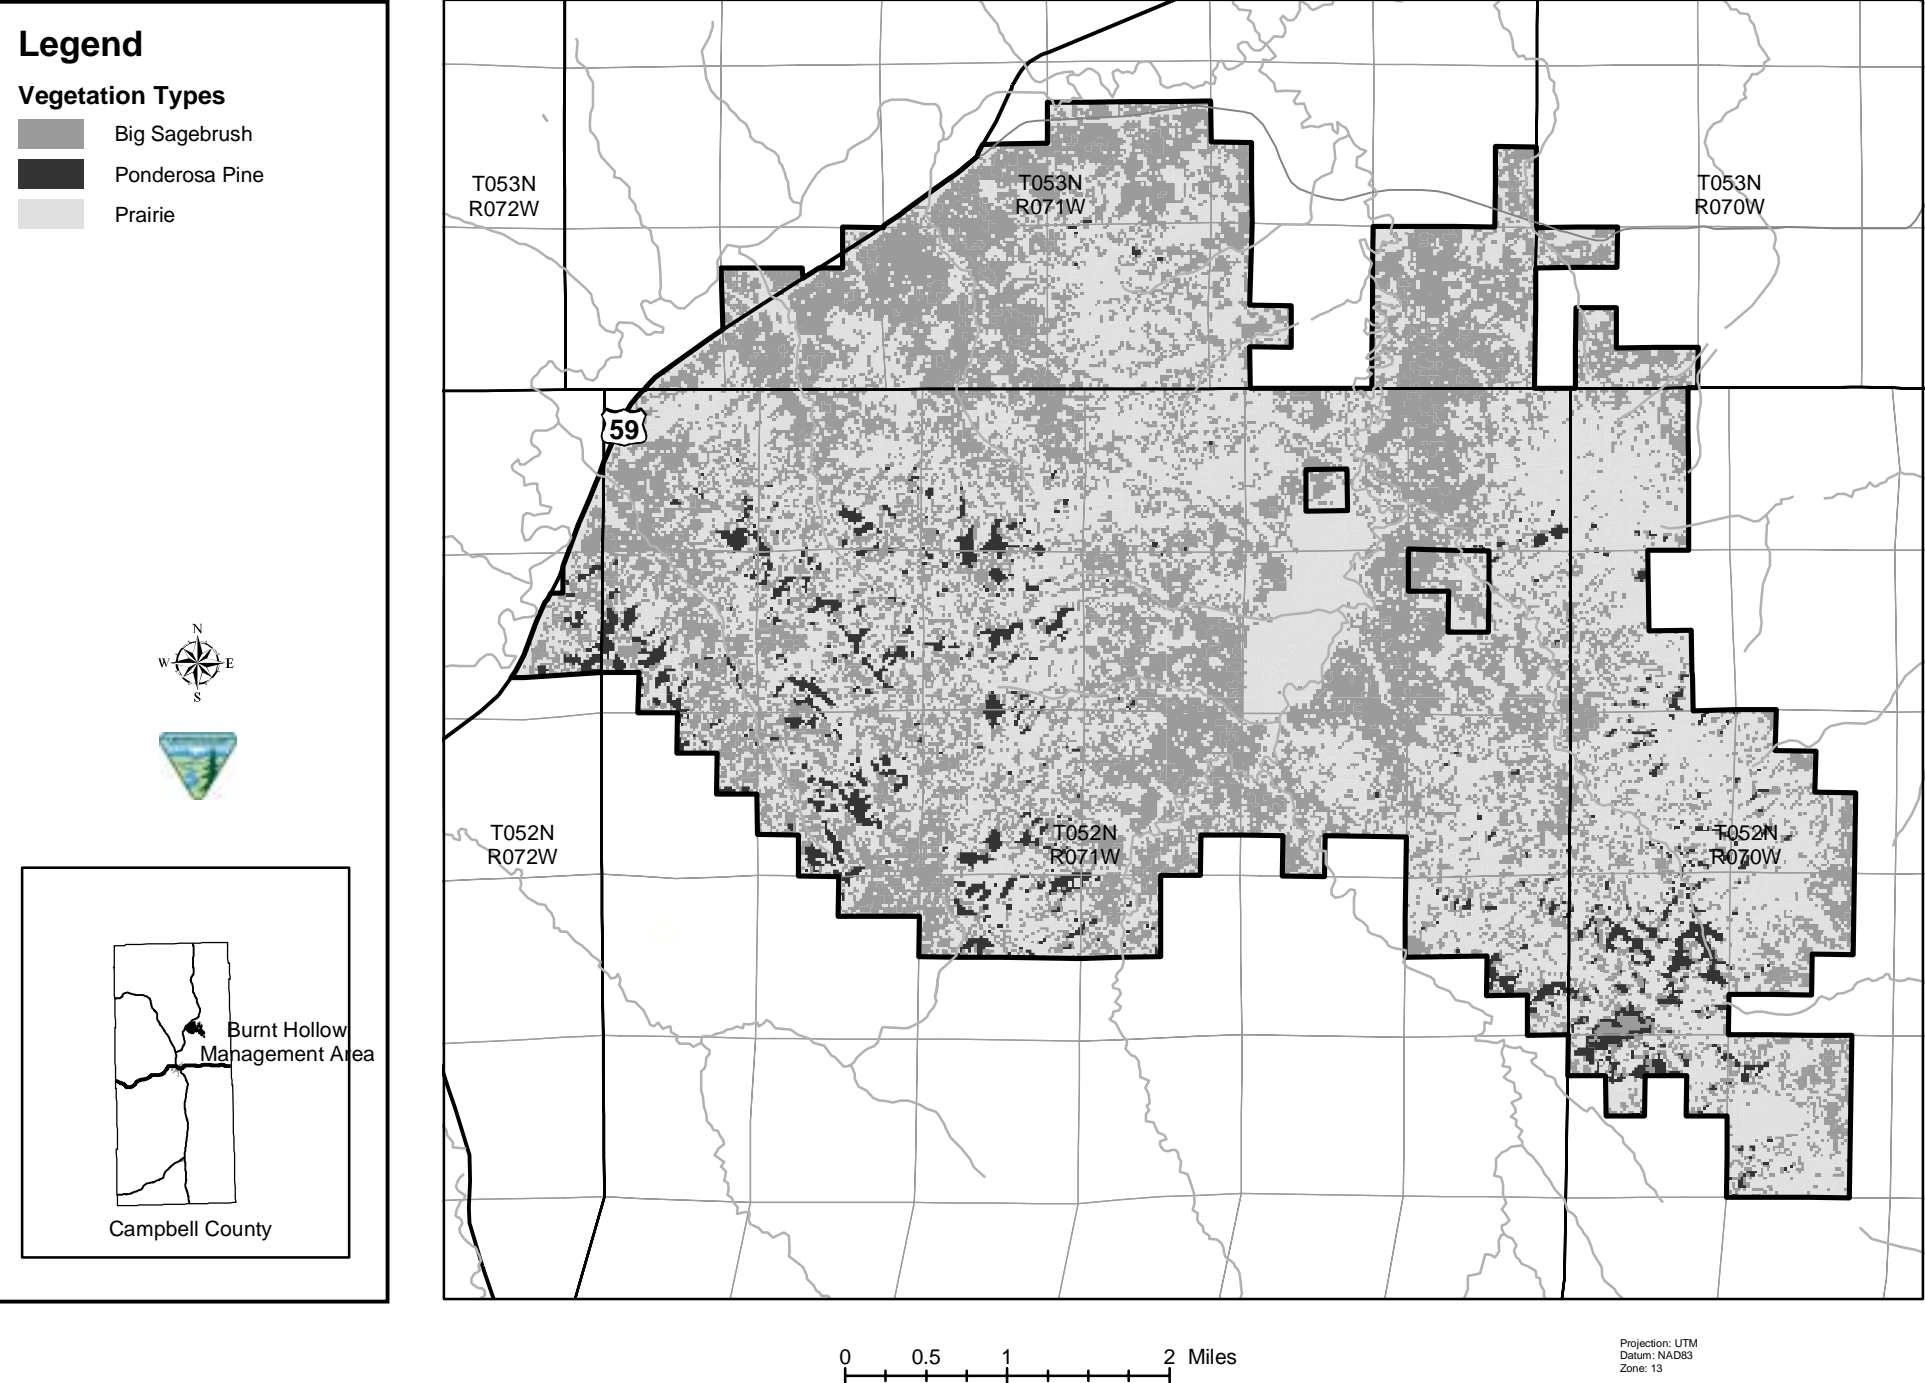 Legend
Vegetation Types
Big Sagebrush
Ponderosa Pine
Prairie
N
W E
S
Burnt Hollow
Management Area
Campbell County
T053N
R072W
T053N
R071W
T053N
R070W
59
T052N
R072W
T052N
R071W
T052N
R070W
0 0.5 1 2 Miles
Projection: UTM
Datum: NAD83
Zone: 13